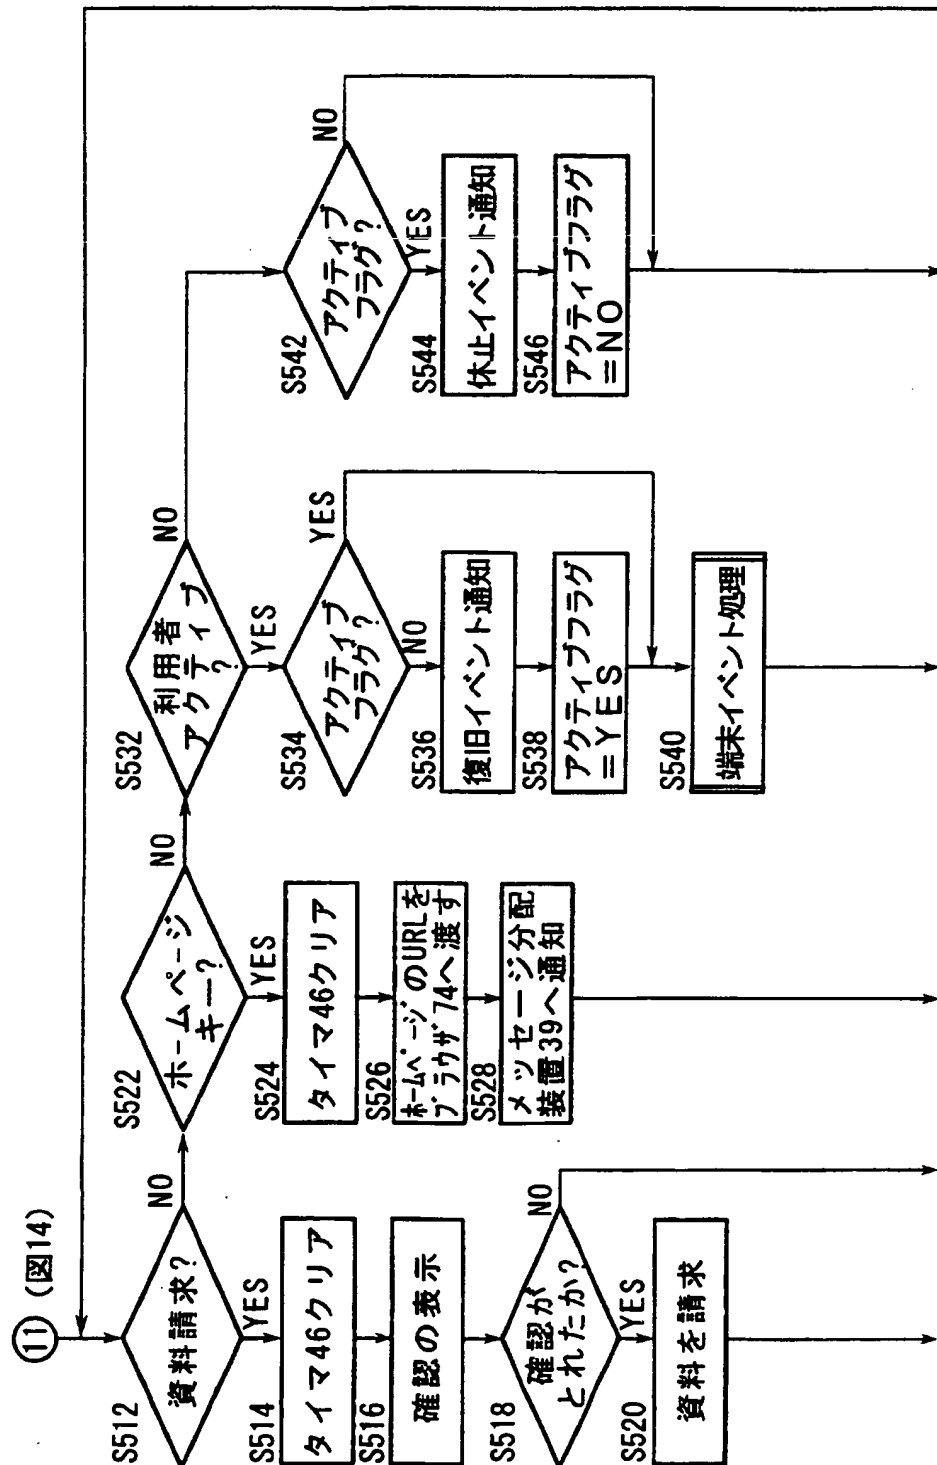 11 (図14)
S512
資料請求?
NO
YES
S514
タイマ46クリア
S516
確認の表示
S518
確認が
とれたか?
NO
YES
S520
資料を請求
S522
ホームページ
キー?
NO
YES
S524
タイマ46クリア
S526
ホームページのURLを
ブラウザ74へ渡す
S528
メッセージ分配
装置39へ通知
S532
利用者
アクティブ
?
NO
YES
S534
アクティブ
フラグ?
YES
NO
S536
復旧イベント通知
S538
アクティブフラグ
=YES
S540
端末イベント処理
S542
アクティブ
フラグ?
NO
YES
S544
休止イベント通知
S546
アクティブフラグ
=NO